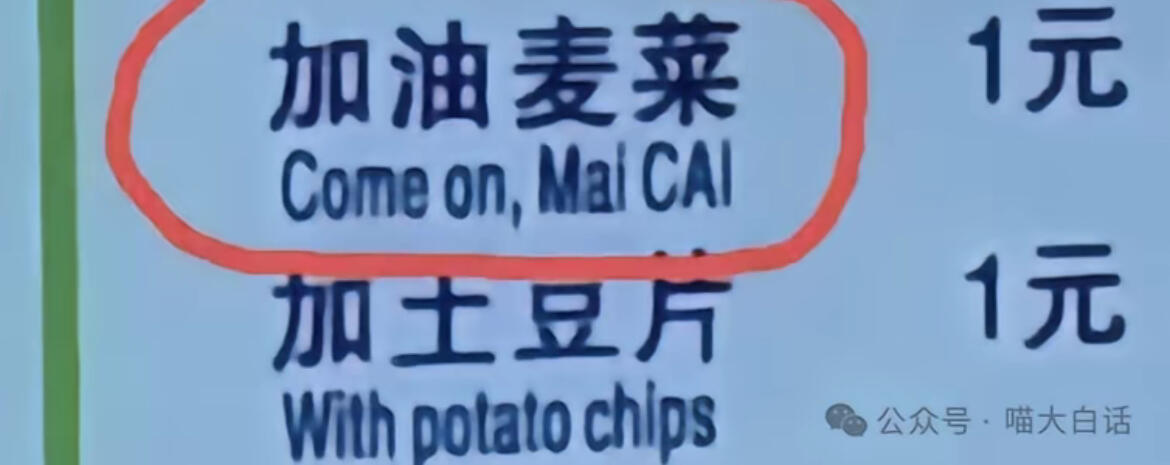 加油麦菜 1元
Come on, Mai CAI
加土豆片 1元
With potato chips
公众号 · 喵大白话